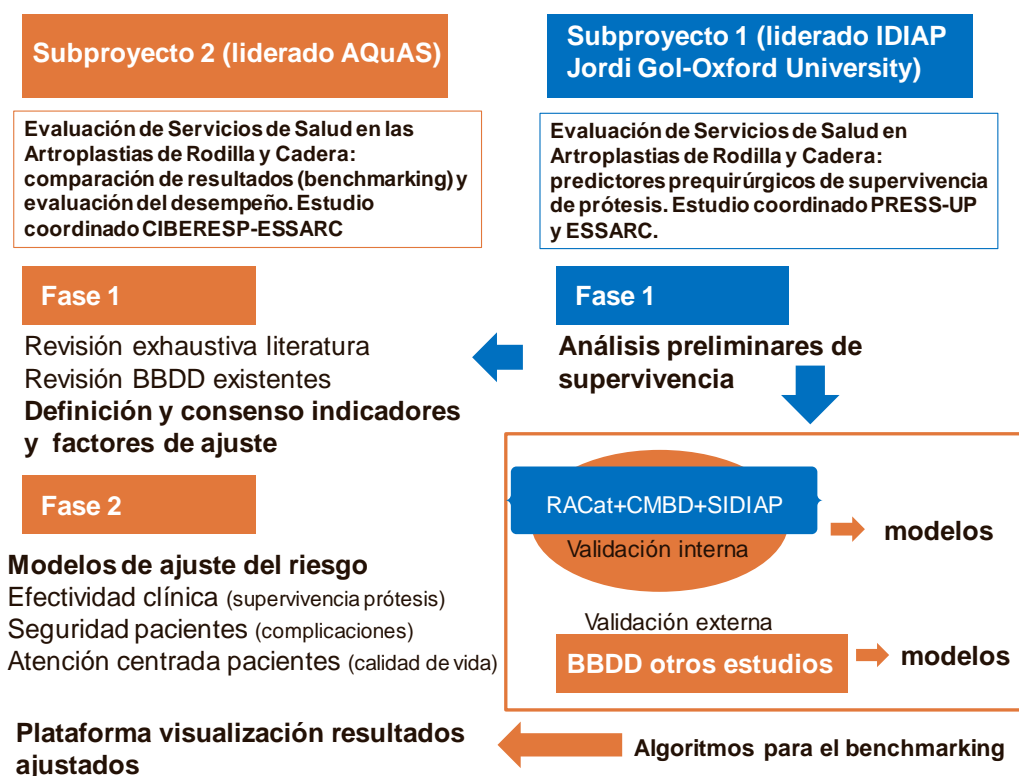 Subproyecto 2 (liderado AQuAS)
Subproyecto 1 (liderado IDIAP
Jordi Gol-Oxford University)
Evaluación de Servicios de Salud en las
Artroplastias de Rodilla y Cadera:
comparación de resultados (benchmarking) y
evaluación del desempeño. Estudio
coordinado CIBERESP-ESSARC
Evaluación de Servicios de Salud en
Artroplastias de Rodilla y Cadera:
predictores prequirúrgicos de supervivencia
de prótesis. Estudio coordinado PRESS-UP
y ESSARC.
Fase 1
Revisión exhaustiva literatura
Revisión BBDD existentes
Definición y consenso indicadores
y factores de ajuste
Fase 1
Análisis preliminares de
supervivencia
Fase 2
Modelos de ajuste del riesgo
Efectividad clínica (supervivencia prótesis)
Seguridad pacientes (complicaciones)
Atención centrada pacientes (calidad de vida)
RACat+CMBD+SIDIAP
Validación interna
modelos
Validación externa
BBDD otros estudios
modelos
Plataforma visualización resultados
ajustados
Algoritmos para el benchmarking